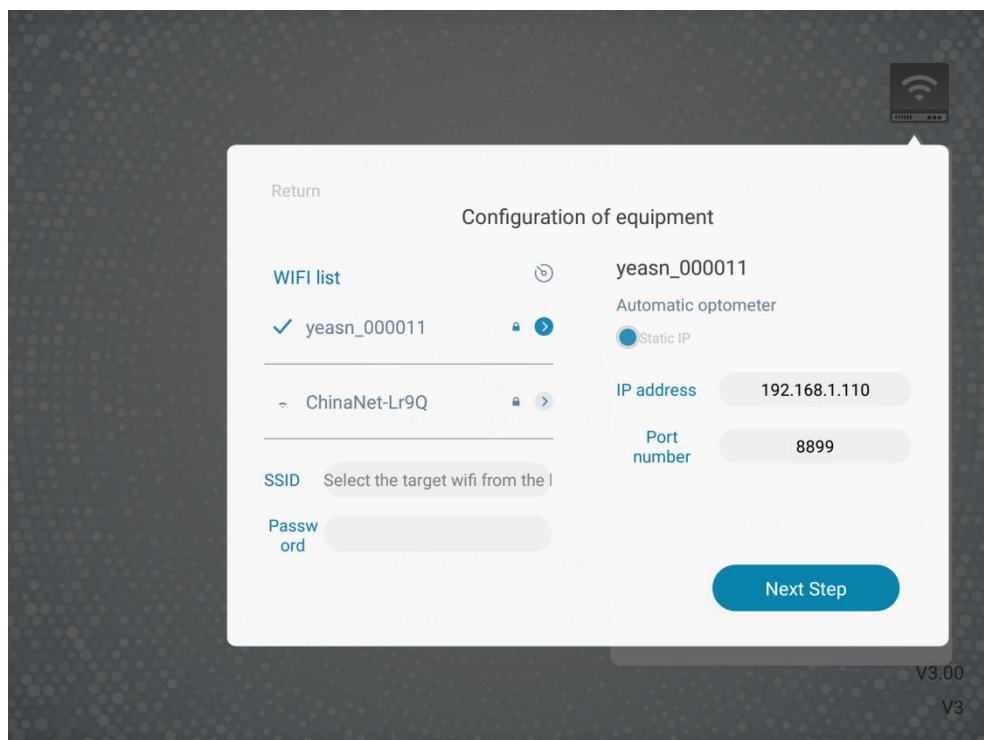 Return
Configuration of equipment
WIFI list
yeasn_000011
ChinaNet-Lr9Q
SSID Select the target wifi from the l
Passw
ord
yeasn_000011
Automatic optometer
Static IP
IP address 192.168.1.110
Port
number
8899
Next Step
V3.00
V3